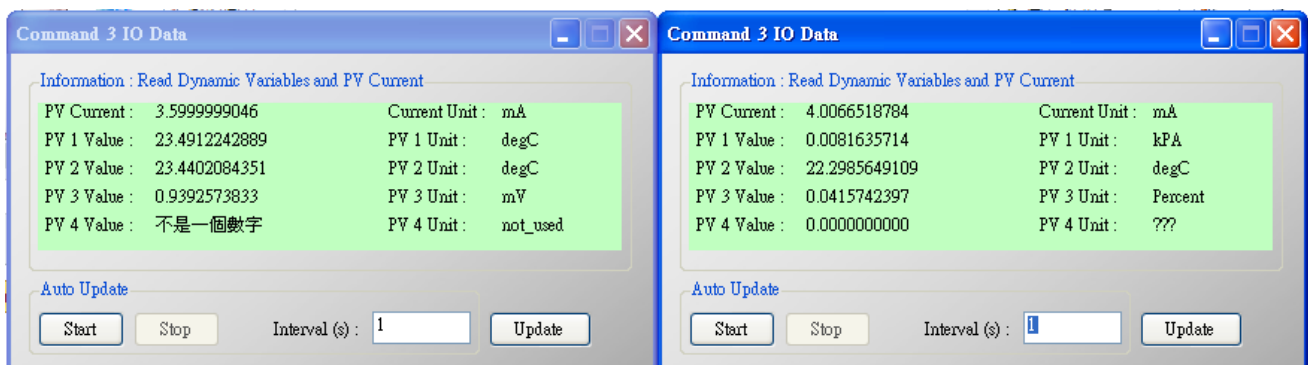 Command 3 IO Data
Information : Read Dynamic Variables and PV Current
PV Current : 3.5999999046 Current Unit : mA
PV 1 Value : 23.4912242889 PV 1 Unit : degC
PV 2 Value : 23.4402084351 PV 2 Unit : degC
PV 3 Value : 0.9392573833 PV 3 Unit : mV
PV 4 Value : 不是一個數字 PV 4 Unit : not_used
Auto Update
Start Stop Interval (s) : 1 Update
Command 3 IO Data
Information : Read Dynamic Variables and PV Current
PV Current : 4.0066518784 Current Unit : mA
PV 1 Value : 0.0081635714 PV 1 Unit : kPA
PV 2 Value : 22.2985649109 PV 2 Unit : degC
PV 3 Value : 0.0415742397 PV 3 Unit : Percent
PV 4 Value : 0.0000000000 PV 4 Unit : ???
Auto Update
Start Stop Interval (s) : 1 Update